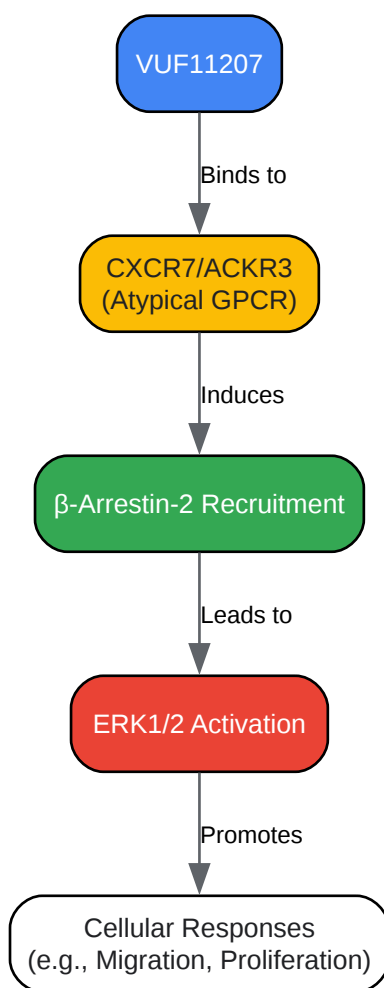 VUF11207
Binds to
CXCR7/ACKR3
(Atypical GPCR)
Induces
β-Arrestin-2 Recruitment
Leads to
ERK1/2 Activation
Promotes
Cellular Responses
(e.g., Migration, Proliferation)